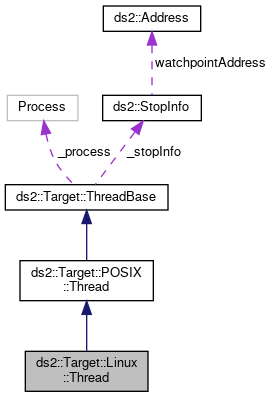 ds2::Address
watchpointAddress
Process
ds2::StopInfo
_process
_stopInfo
ds2::Target::ThreadBase
ds2::Target::POSIX
::Thread
ds2::Target::Linux
::Thread